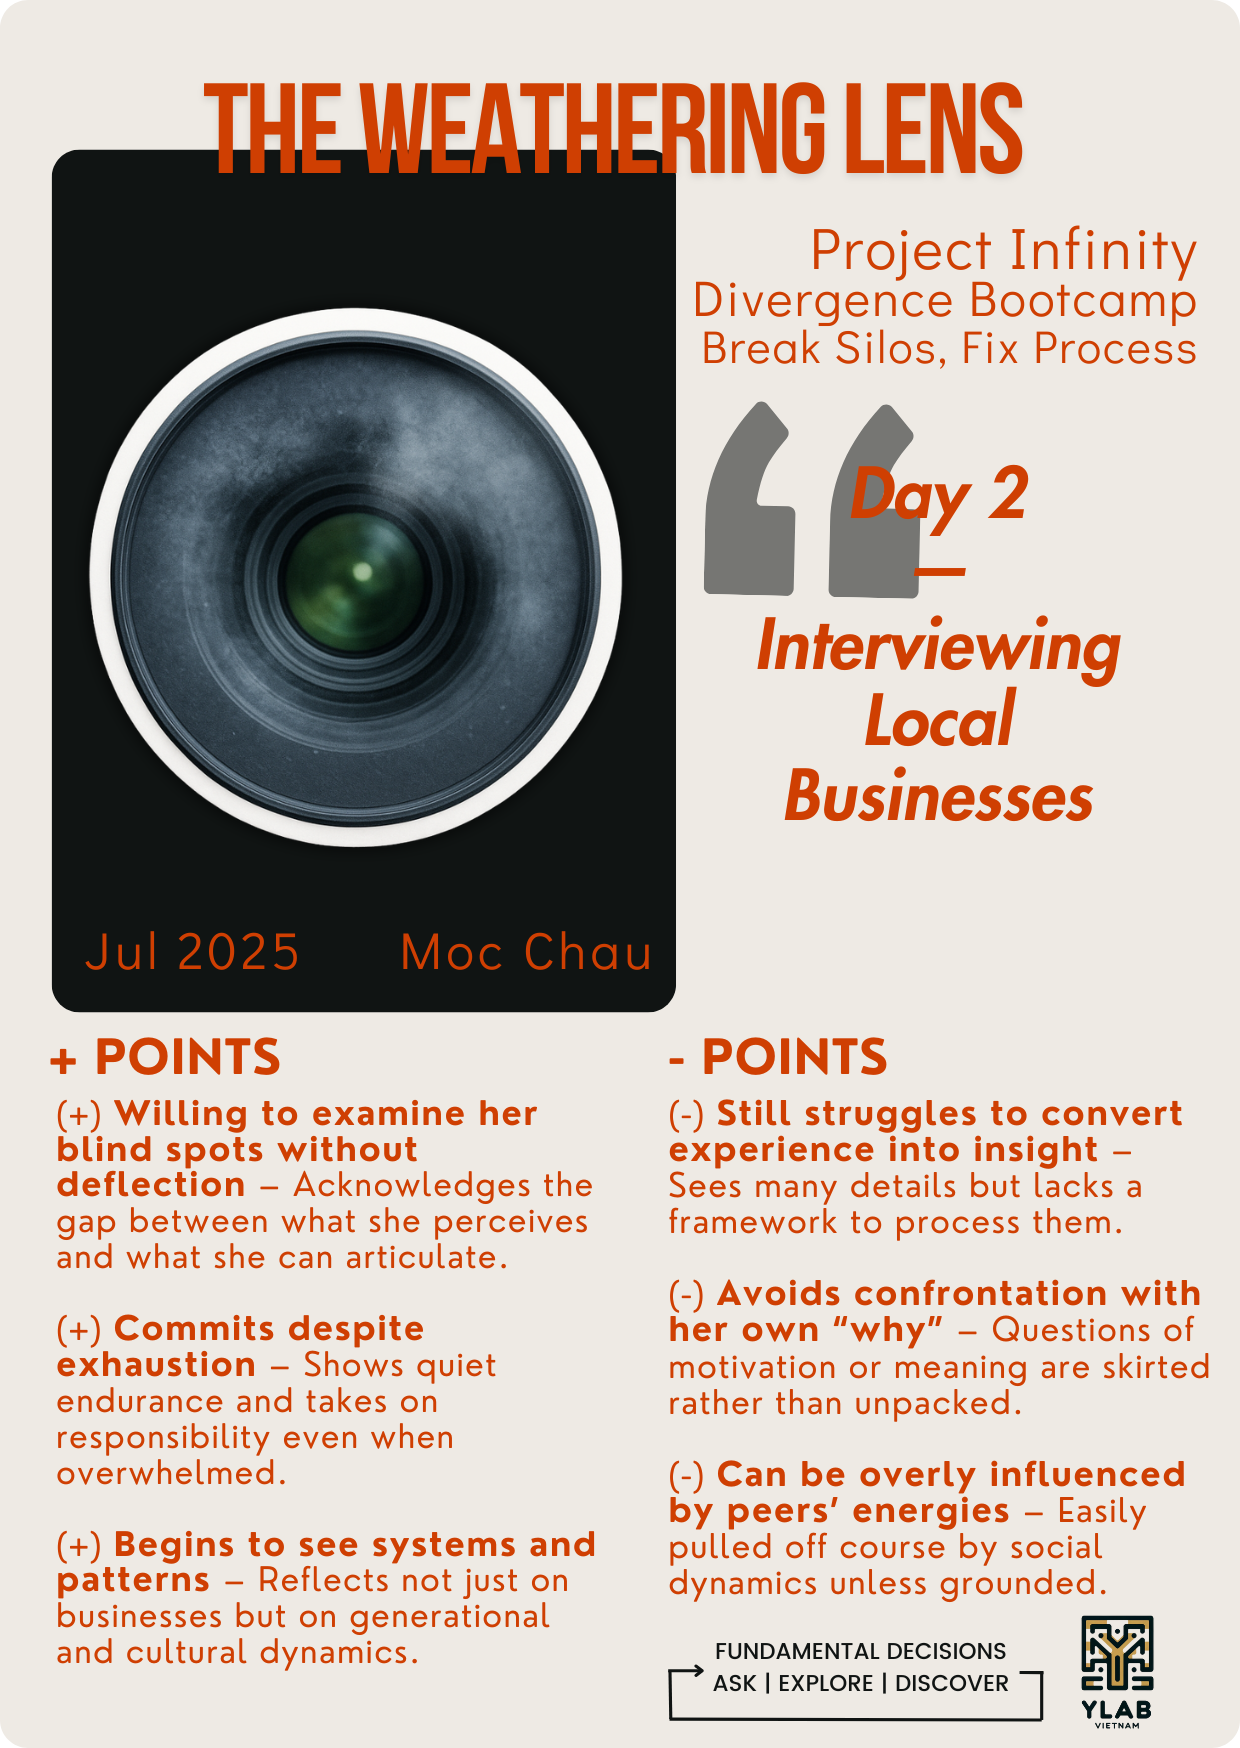 THE WEATHERING LENS
Project Infinity
Divergence Bootcamp
Break Silos, Fix Process
Day 2
–
Interviewing
Local
Businesses
Jul 2025 Moc Chau
+ POINTS
(+) Willing to examine her
blind spots without
deflection – Acknowledges the
gap between what she perceives
and what she can articulate.
(+) Commits despite
exhaustion – Shows quiet
endurance and takes on
responsibility even when
overwhelmed.
(+) Begins to see systems and
patterns – Reflects not just on
businesses but on generational
and cultural dynamics.
- POINTS
(-) Still struggles to convert
experience into insight –
Sees many details but lacks a
framework to process them.
(-) Avoids confrontation with
her own “why” – Questions of
motivation or meaning are skirted
rather than unpacked.
(-) Can be overly influenced
by peers’ energies – Easily
pulled off course by social
dynamics unless grounded.
FUNDAMENTAL DECISIONS
ASK | EXPLORE | DISCOVER
YLAB
VIETNAM